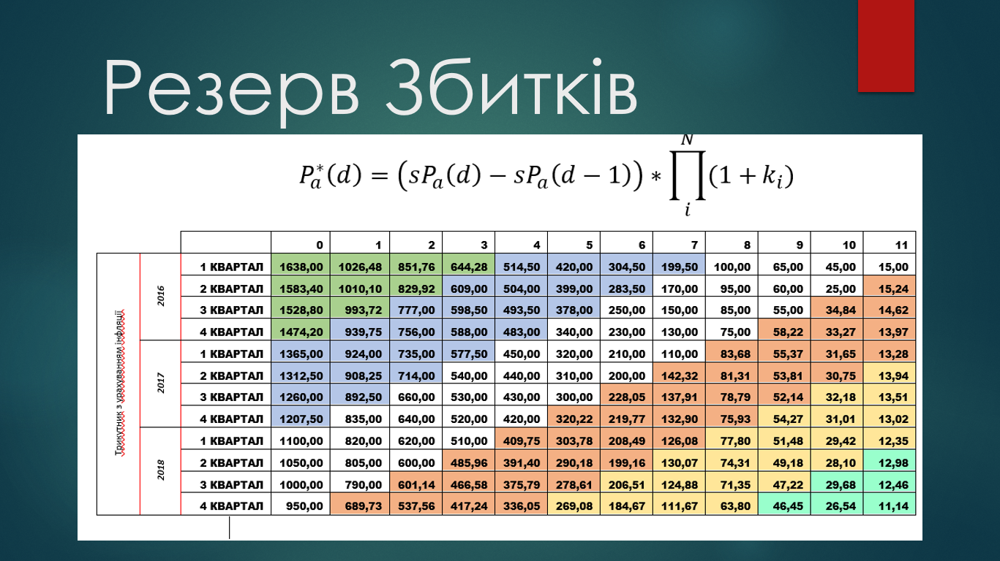 Резерв Збитків
P*ₐ(d) = (sPₐ(d) − sPₐ(d − 1)) * ∏ᵢᴺ(1 + kᵢ)
0 1 2 3 4 5 6 7 8 9 10 11
Трикутник з урахуванням інфляції
2016
1 КВАРТАЛ 1638,00 1026,48 851,76 644,28 514,50 420,00 304,50 199,50 100,00 65,00 45,00 15,00
2 КВАРТАЛ 1583,40 1010,10 829,92 609,00 504,00 399,00 283,50 170,00 95,00 60,00 25,00 15,24
3 КВАРТАЛ 1528,80 993,72 777,00 598,50 493,50 378,00 250,00 150,00 85,00 55,00 34,84 14,62
4 КВАРТАЛ 1474,20 939,75 756,00 588,00 483,00 340,00 230,00 130,00 75,00 58,22 33,27 13,97
2017
1 КВАРТАЛ 1365,00 924,00 735,00 577,50 450,00 320,00 210,00 110,00 83,68 55,37 31,65 13,28
2 КВАРТАЛ 1312,50 908,25 714,00 540,00 440,00 310,00 200,00 142,32 81,31 53,81 30,75 13,94
3 КВАРТАЛ 1260,00 892,50 660,00 530,00 430,00 300,00 228,05 137,91 78,79 52,14 32,18 13,51
4 КВАРТАЛ 1207,50 835,00 640,00 520,00 420,00 320,22 219,77 132,90 75,93 54,27 31,01 13,02
2018
1 КВАРТАЛ 1100,00 820,00 620,00 510,00 409,75 303,78 208,49 126,08 77,80 51,48 29,42 12,35
2 КВАРТАЛ 1050,00 805,00 600,00 485,96 391,40 290,18 199,16 130,07 74,31 49,18 28,10 12,98
3 КВАРТАЛ 1000,00 790,00 601,14 466,58 375,79 278,61 206,51 124,88 71,35 47,22 29,68 12,46
4 КВАРТАЛ 950,00 689,73 537,56 417,24 336,05 269,08 184,67 111,67 63,80 46,45 26,54 11,14